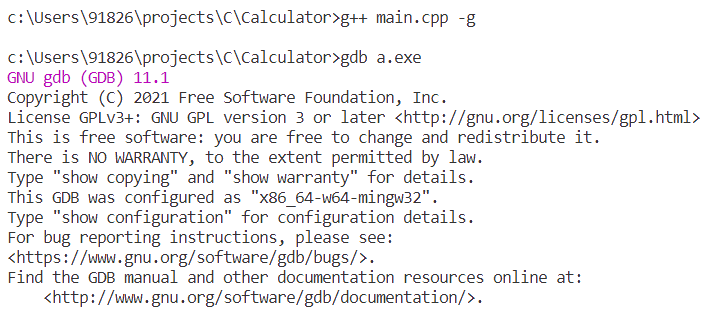 c:\Users\91826\projects\C\Calculator>g++ main.cpp -g
c:\Users\91826\projects\C\Calculator>gdb a.exe
GNU gdb (GDB) 11.1
Copyright (C) 2021 Free Software Foundation, Inc.
License GPLv3+: GNU GPL version 3 or later <http://gnu.org/licenses/gpl.html>
This is free software: you are free to change and redistribute it.
There is NO WARRANTY, to the extent permitted by law.
Type "show copying" and "show warranty" for details.
This GDB was configured as "x86_64-w64-mingw32".
Type "show configuration" for configuration details.
For bug reporting instructions, please see:
<https://www.gnu.org/software/gdb/bugs/>.
Find the GDB manual and other documentation resources online at:
    <http://www.gnu.org/software/gdb/documentation/>.